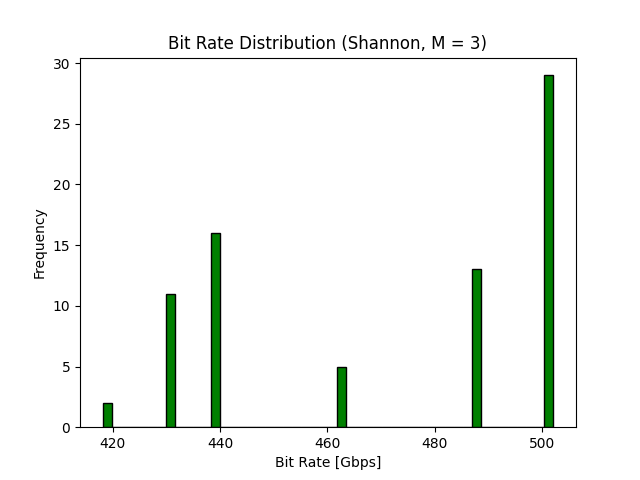 Bit Rate Distribution (Shannon, M = 3)
30
25
20
15
10
5
0
Frequency
420 440 460 480 500
Bit Rate [Gbps]